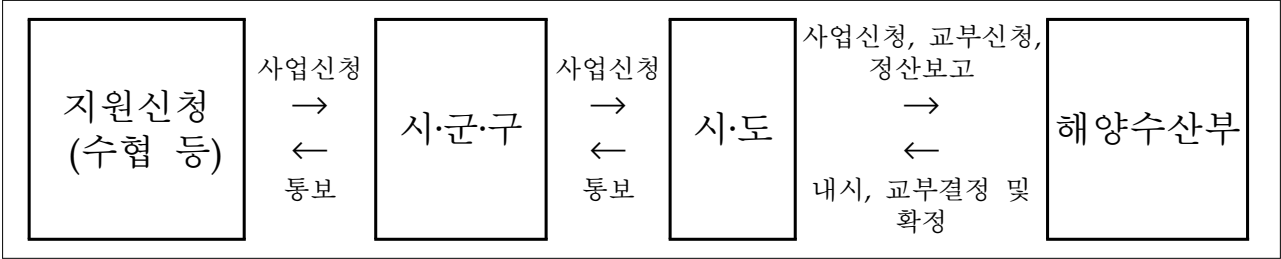 지원신청
(수협 등)
사업신청
→
←
통보
시·군·구
사업신청
→
←
통보
시·도
사업신청, 교부신청,
정산보고
→
←
내시, 교부결정 및
확정
해양수산부